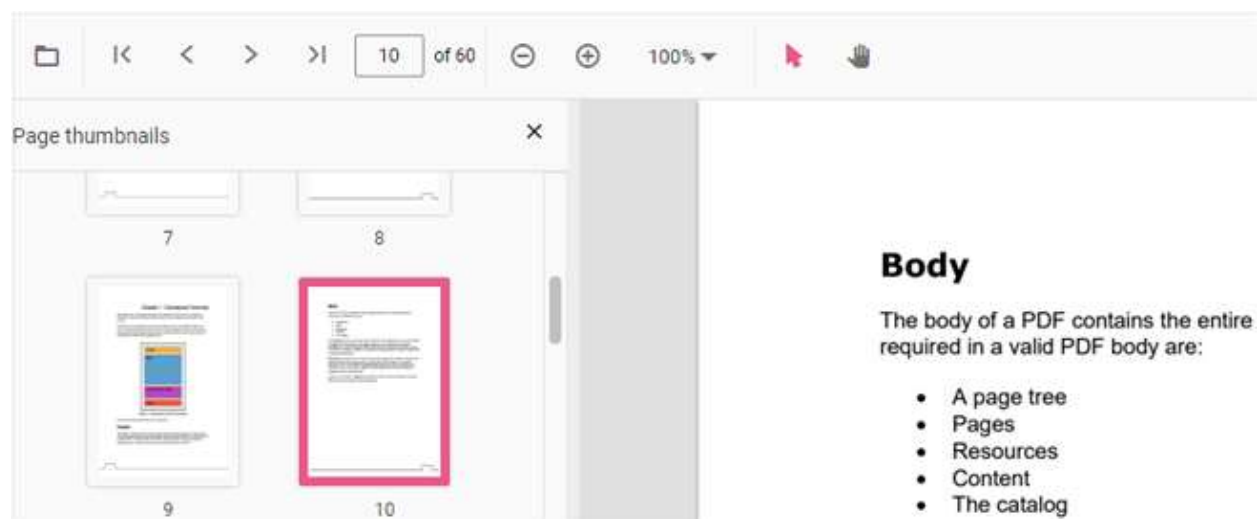 10 of 60 100%
Page thumbnails
7 8
9 10
Body
The body of a PDF contains the entire
required in a valid PDF body are:
• A page tree
• Pages
• Resources
• Content
• The catalog